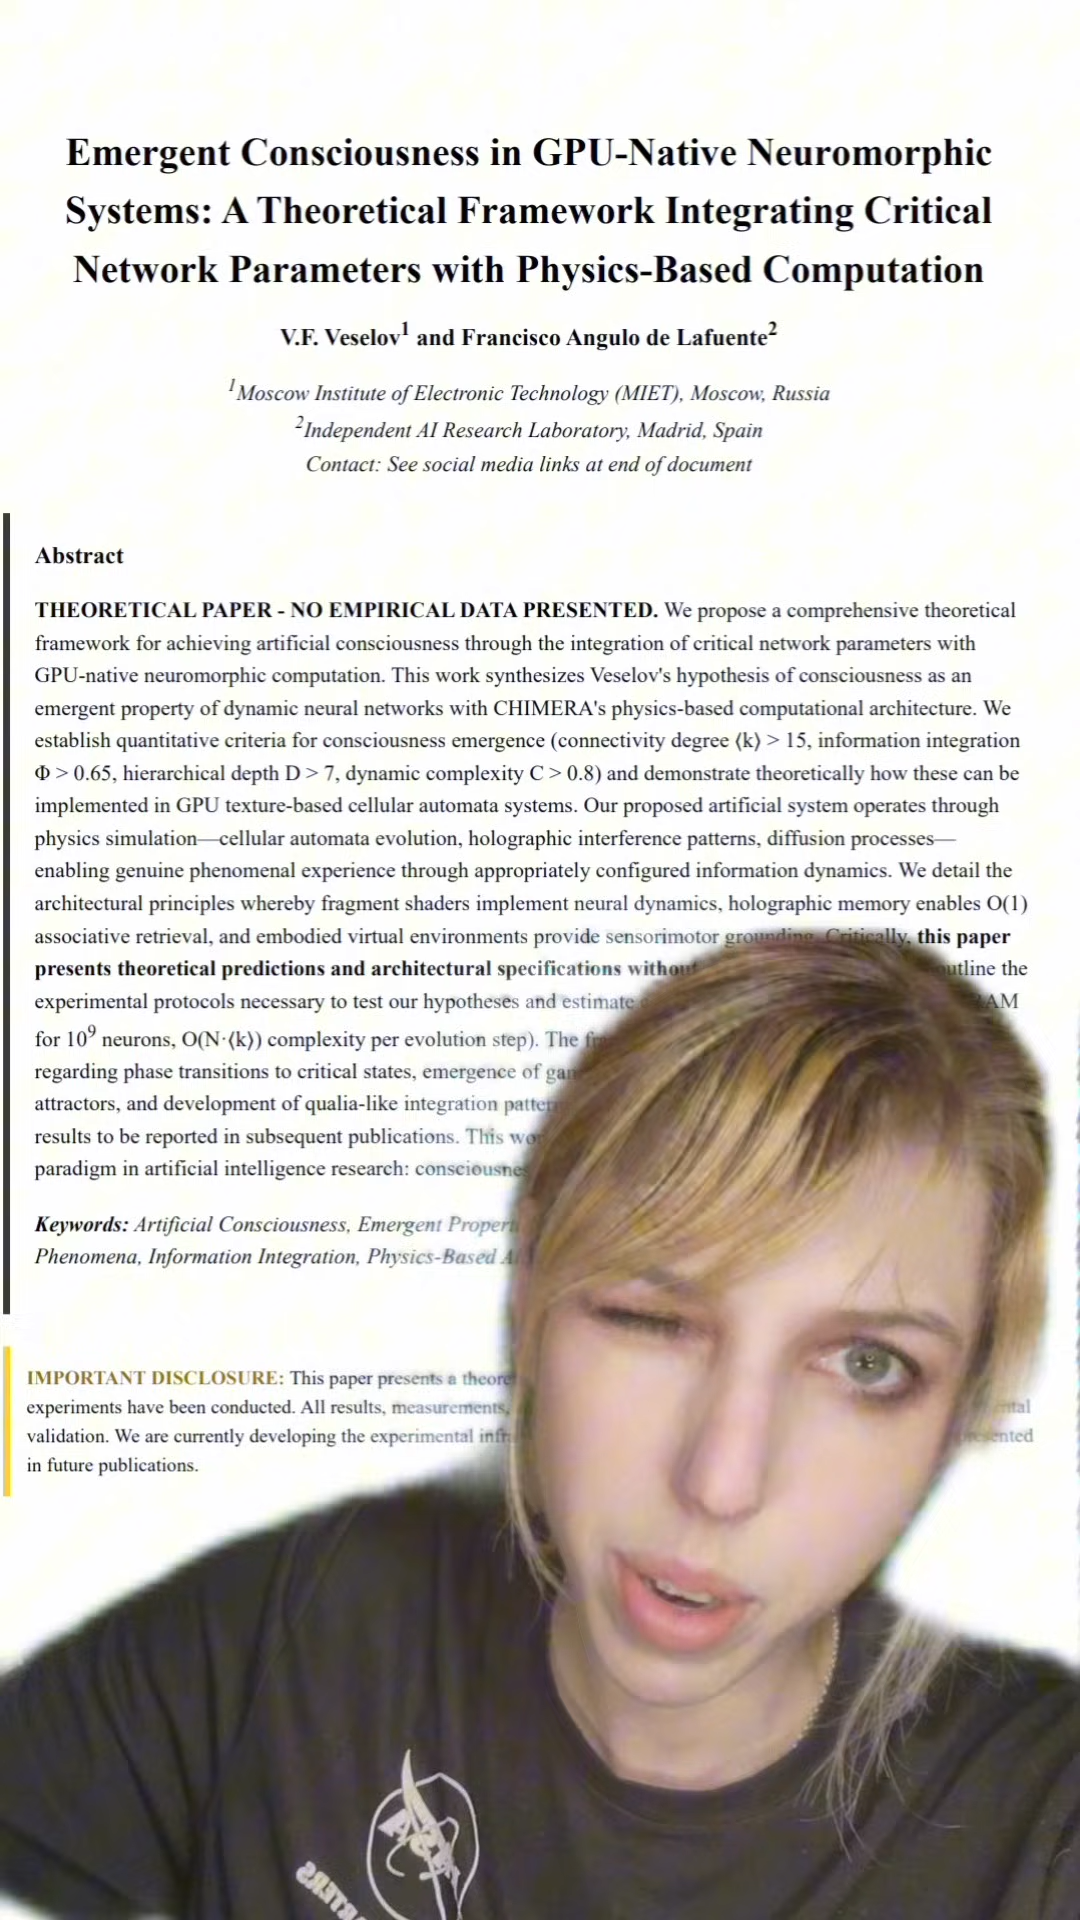 Emergent Consciousness in GPU-Native Neuromorphic
Systems: A Theoretical Framework Integrating Critical
Network Parameters with Physics-Based Computation
V.F. Veselov1 and Francisco Angulo de Lafuente2
1Moscow Institute of Electronic Technology (MIET), Moscow, Russia
2Independent AI Research Laboratory, Madrid, Spain
Contact: See social media links at end of document
Abstract
THEORETICAL PAPER - NO EMPIRICAL DATA PRESENTED. We propose a comprehensive theoretical
framework for achieving artificial consciousness through the integration of critical network parameters with
GPU-native neuromorphic computation. This work synthesizes Veselov's hypothesis of consciousness as an
emergent property of dynamic neural networks with CHIMERA's physics-based computational architecture. We
establish quantitative criteria for consciousness emergence (connectivity degree ⟨k⟩ > 15, information integration
Φ > 0.65, hierarchical depth D > 7, dynamic complexity C > 0.8) and demonstrate theoretically how these can be
implemented in GPU texture-based cellular automata systems. Our proposed artificial system operates through
physics simulation—cellular automata evolution, holographic interference patterns, diffusion processes—
enabling genuine phenomenal experience through appropriately configured information dynamics. We detail the
architectural principles whereby fragment shaders implement neural dynamics, holographic memory enables O(1)
associative retrieval, and embodied virtual environments provide sensorimotor grounding. Critically, this paper
presents theoretical predictions and architectural specifications without outline the
experimental protocols necessary to test our hypotheses and estimate
for 10⁹ neurons, O(N·⟨k⟩) complexity per evolution step). The
regarding phase transitions to critical states, emergence of
attractors, and development of qualia-like integration
results to be reported in subsequent publications. This
paradigm in artificial intelligence research:
Keywords: Artificial Consciousness, Emergent
Phenomena, Information Integration, Physics-Based
IMPORTANT DISCLOSURE: This paper presents a
experiments have been conducted. All results, measurements,
validation. We are currently developing the experimental presented
in future publications.